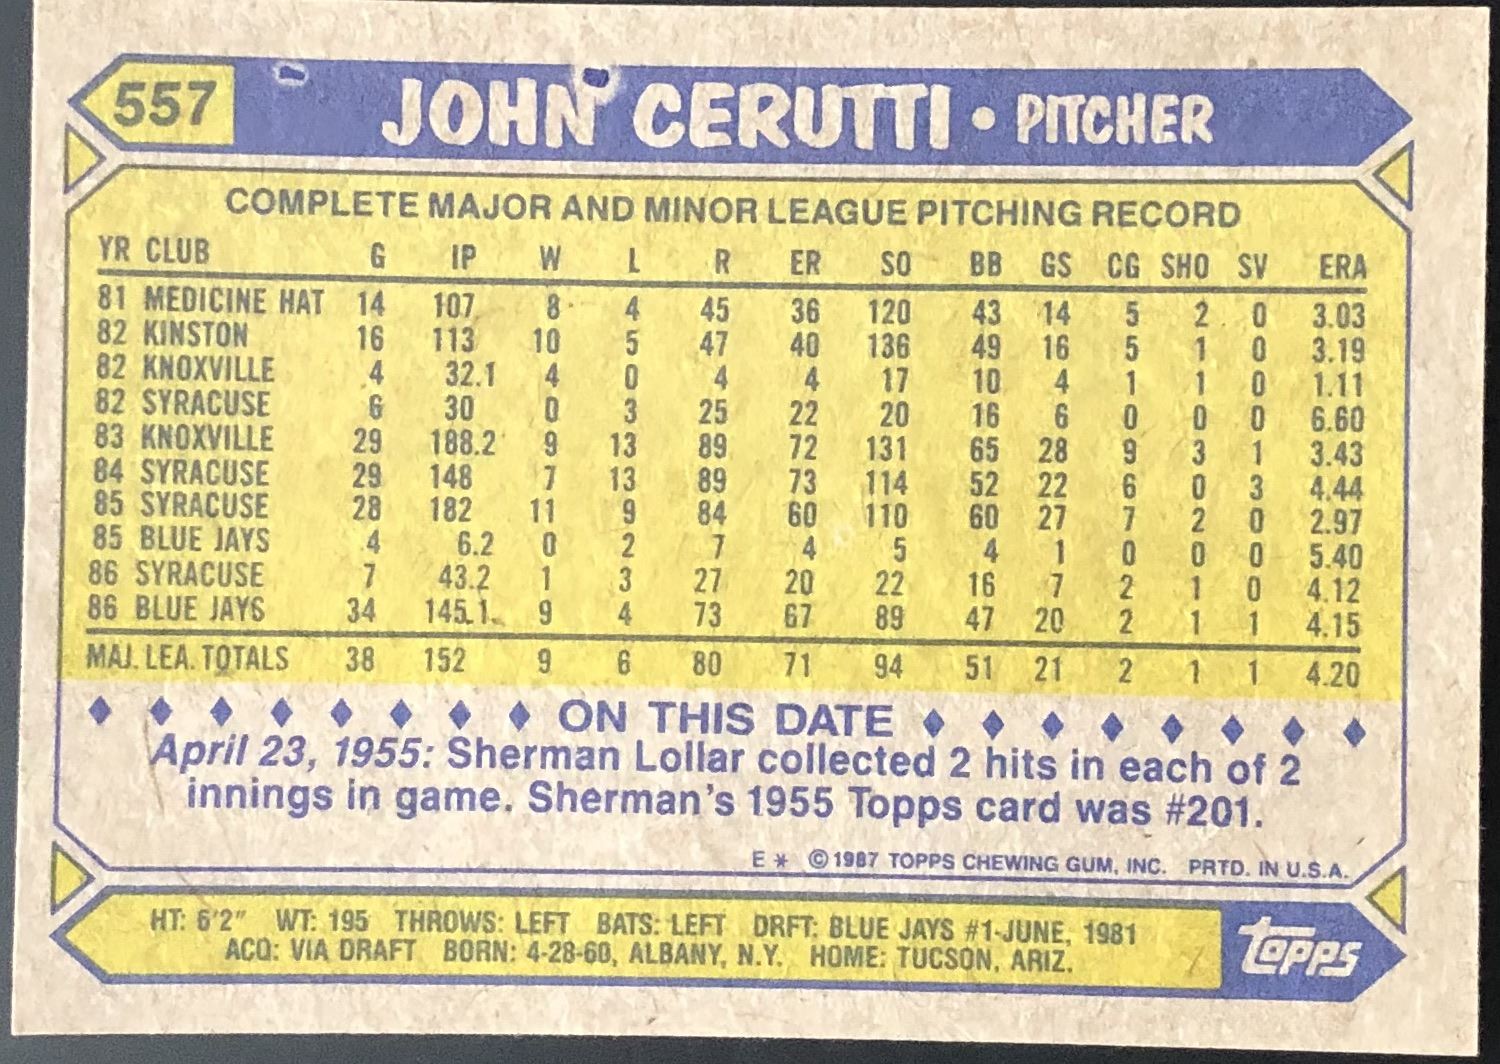 557 JOHN CERUTTI • PITCHER
COMPLETE MAJOR AND MINOR LEAGUE PITCHING RECORD
YR CLUB G IP W L R ER SO BB GS CG SHO SV ERA
81 MEDICINE HAT 14 107 8 4 45 36 120 43 14 5 2 0 3.03
82 KINSTON 16 113 10 5 47 40 136 49 16 5 1 0 3.19
82 KNOXVILLE 4 32.1 4 0 4 4 17 10 4 1 1 0 1.11
82 SYRACUSE 6 30 0 3 25 22 20 16 6 0 0 0 6.60
83 KNOXVILLE 29 188.2 9 13 89 72 131 65 28 9 3 1 3.43
84 SYRACUSE 29 148 7 13 89 73 114 52 22 6 0 3 4.44
85 SYRACUSE 28 182 11 9 84 60 110 60 27 7 2 0 2.97
85 BLUE JAYS 4 6.2 0 2 7 4 5 4 1 0 0 0 5.40
86 SYRACUSE 7 43.2 1 3 27 20 22 16 7 2 1 0 4.12
86 BLUE JAYS 34 145.1 9 4 73 67 89 47 20 2 1 1 4.15
MAJ. LEA. TOTALS 38 152 9 6 80 71 94 51 21 2 1 1 4.20
ON THIS DATE
April 23, 1955: Sherman Lollar collected 2 hits in each of 2
innings in game. Sherman's 1955 Topps card was #201.
E * © 1987 TOPPS CHEWING GUM, INC. PRTD. IN U.S.A.
HT: 6'2" WT: 195 THROWS: LEFT BATS: LEFT DRFT: BLUE JAYS #1-JUNE, 1981
ACQ: VIA DRAFT BORN: 4-28-60, ALBANY, N.Y. HOME: TUCSON, ARIZ.
topps